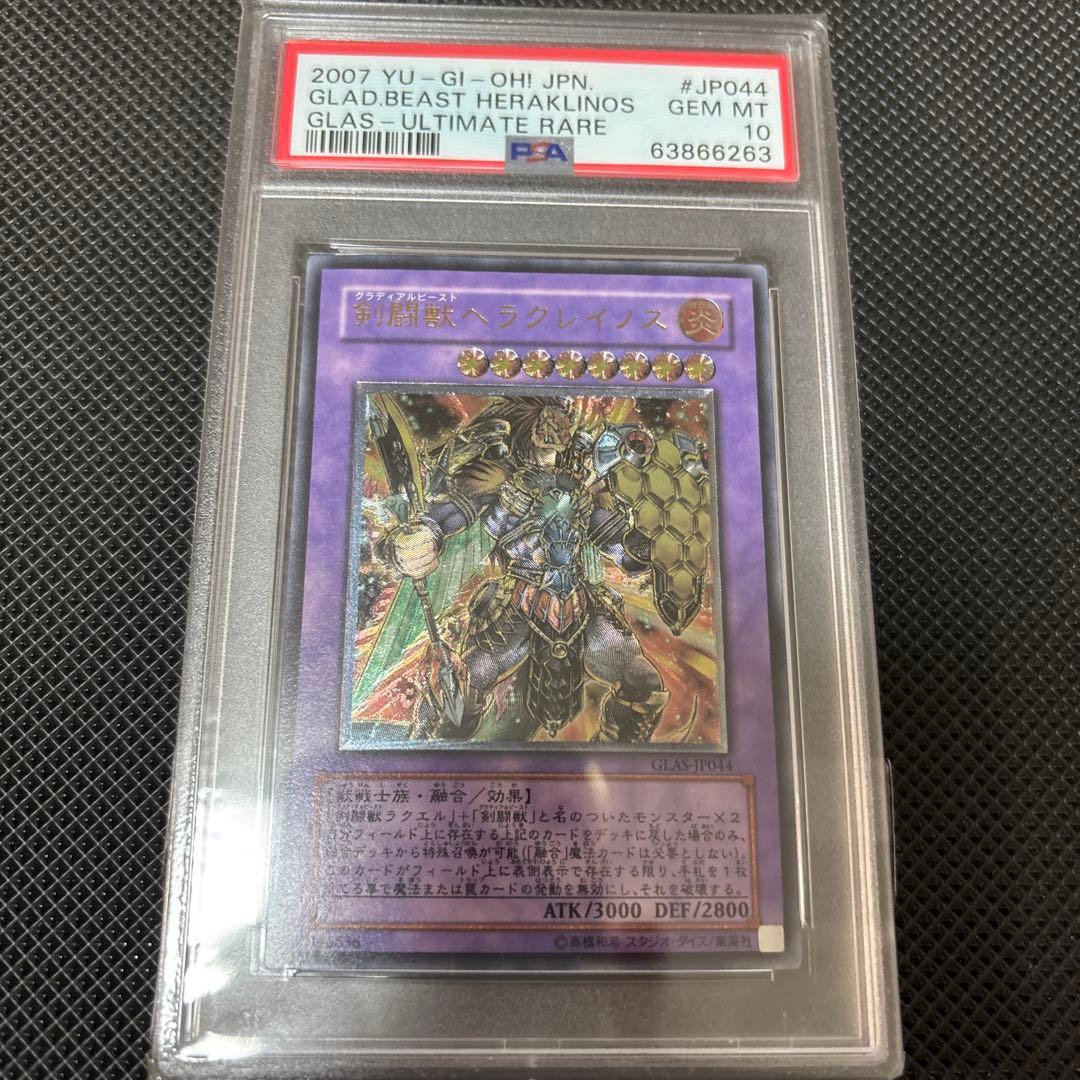 2007 YU-GI-OH! JPN. #JP044
GLAD.BEAST HERAKLINOS GEM MT
GLAS-ULTIMATE RARE 10
PSA 63866263
グラディアルビースト
剣闘獣ヘラクレイノス 炎
GLAS-JP044
獣戦士族・融合/効果】
剣闘獣ラクエル」+「剣闘獣」と名のついたモンスター×2
自分フィールド上に存在する上記のカードをデッキに戻した場合のみ、
融合デッキから特殊召喚が可能(「融合」魔法カードは必要としない)。
このカードがフィールド上に表側表示で存在する限り、手札を1枚
捨てる事で魔法または罠カードの発動を無効にし、それを破壊する。
ATK/3000 DEF/2800
©高橋和希 スタジオ・ダイス/集英社